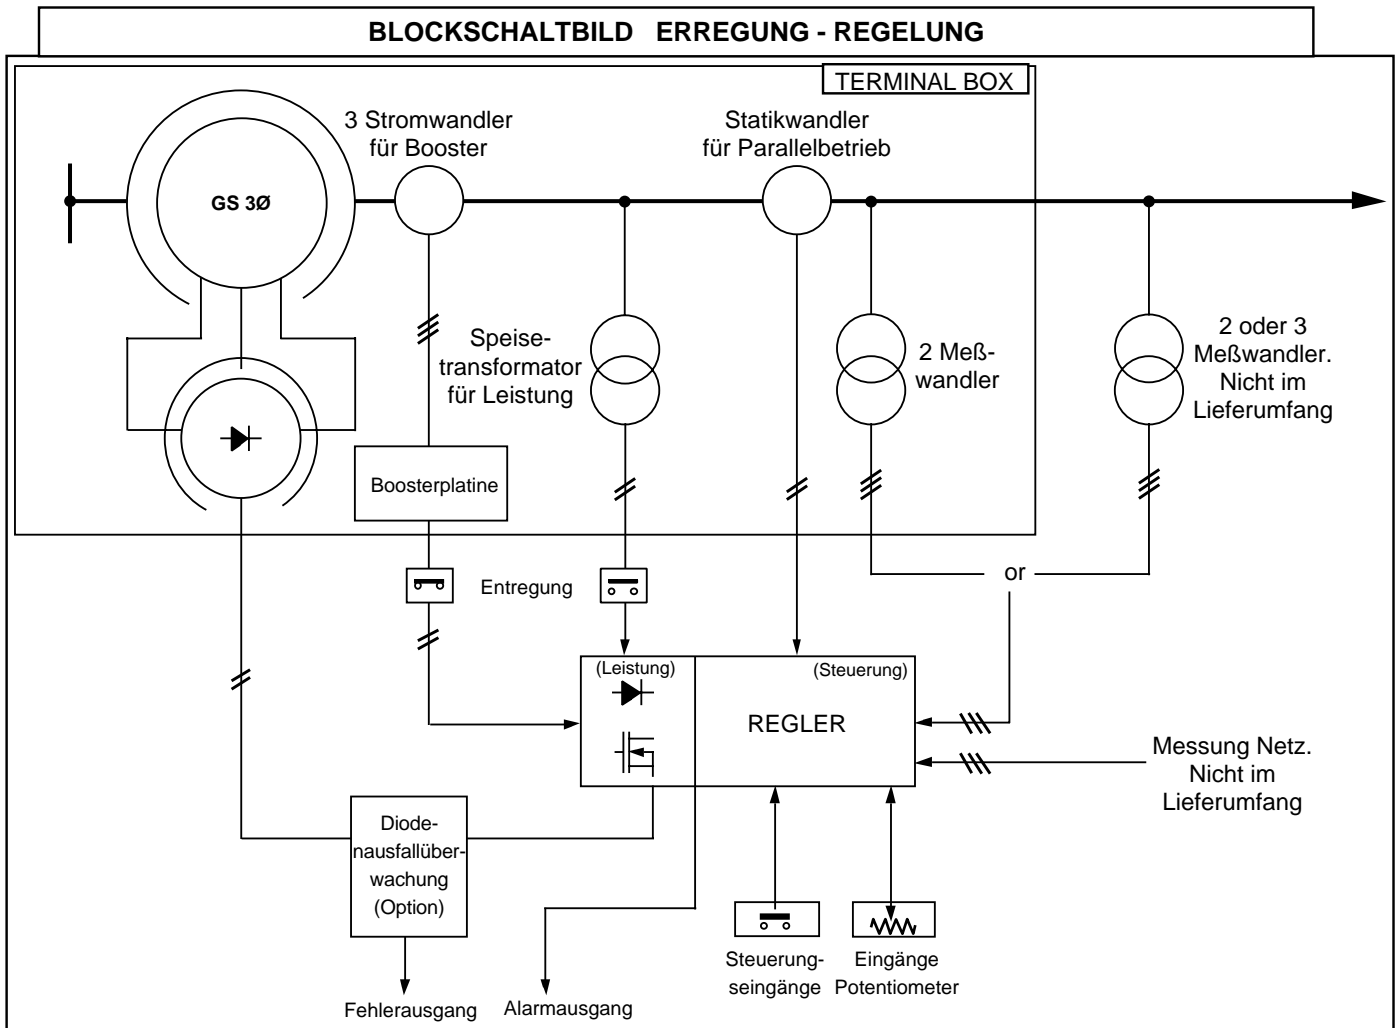 BLOCKSCHALTBILD ERREGUNG - REGELUNG
TERMINAL BOX
3 Stromwandler
für Booster
Statikwandler
für Parallelbetrieb
GS 3Ø
Speise-
transformator
für Leistung
2 Meß-
wandler
2 oder 3
Meßwandler.
Nicht im
Lieferumfang
Boosterplatine
Entregung
or
(Leistung)
(Steuerung)
REGLER
Messung Netz.
Nicht im
Lieferumfang
Diode-
nausfallüber-
wachung
(Option)
Steuerung-
seingänge
Eingänge
Potentiometer
Fehlerausgang
Alarmausgang